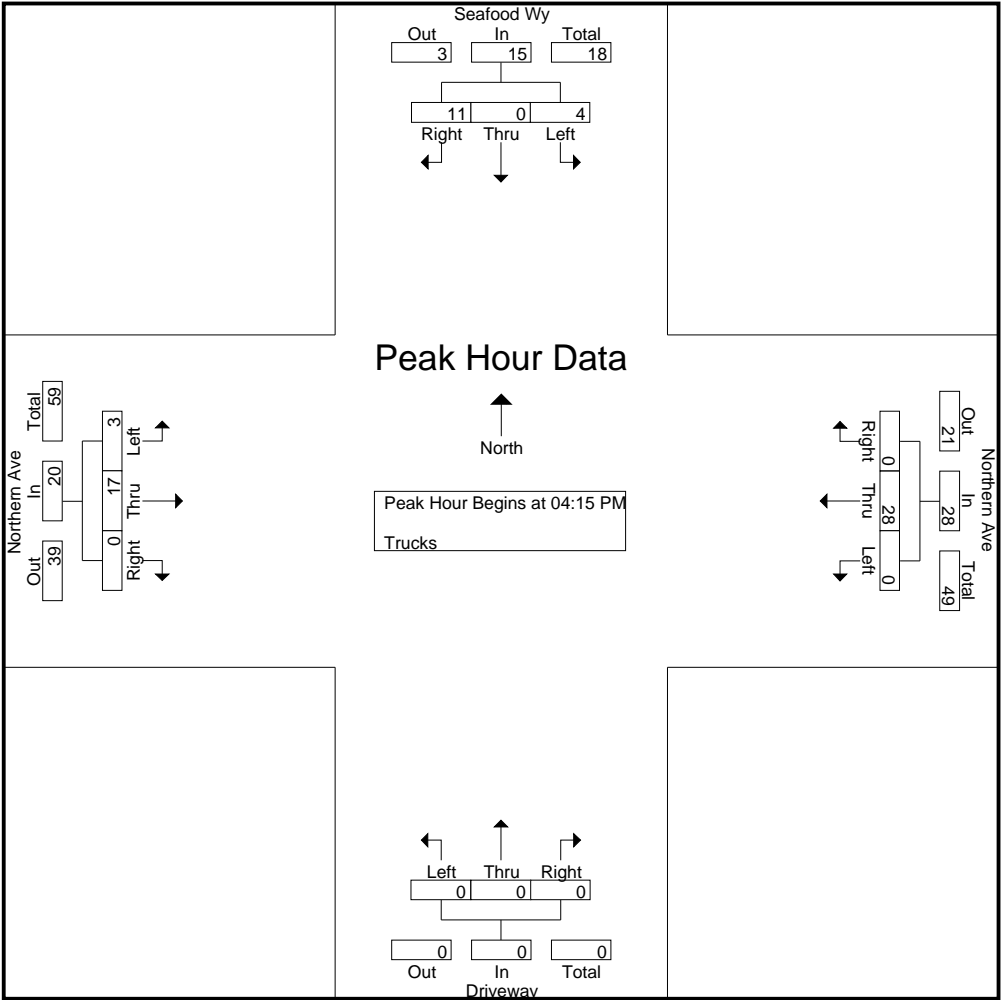 Seafood Wy
Out In Total
3 15 18
11 0 4
Right Thru Left
Peak Hour Data
North
Peak Hour Begins at 04:15 PM
Trucks
Northern Ave
Out In Total
39 20 59
Left Thru Right
3 17 0
Northern Ave
Out In Total
21 28 49
Right Thru Left
0 28 0
Left Thru Right
0 0 0
0 0 0
Out In Total
Driveway